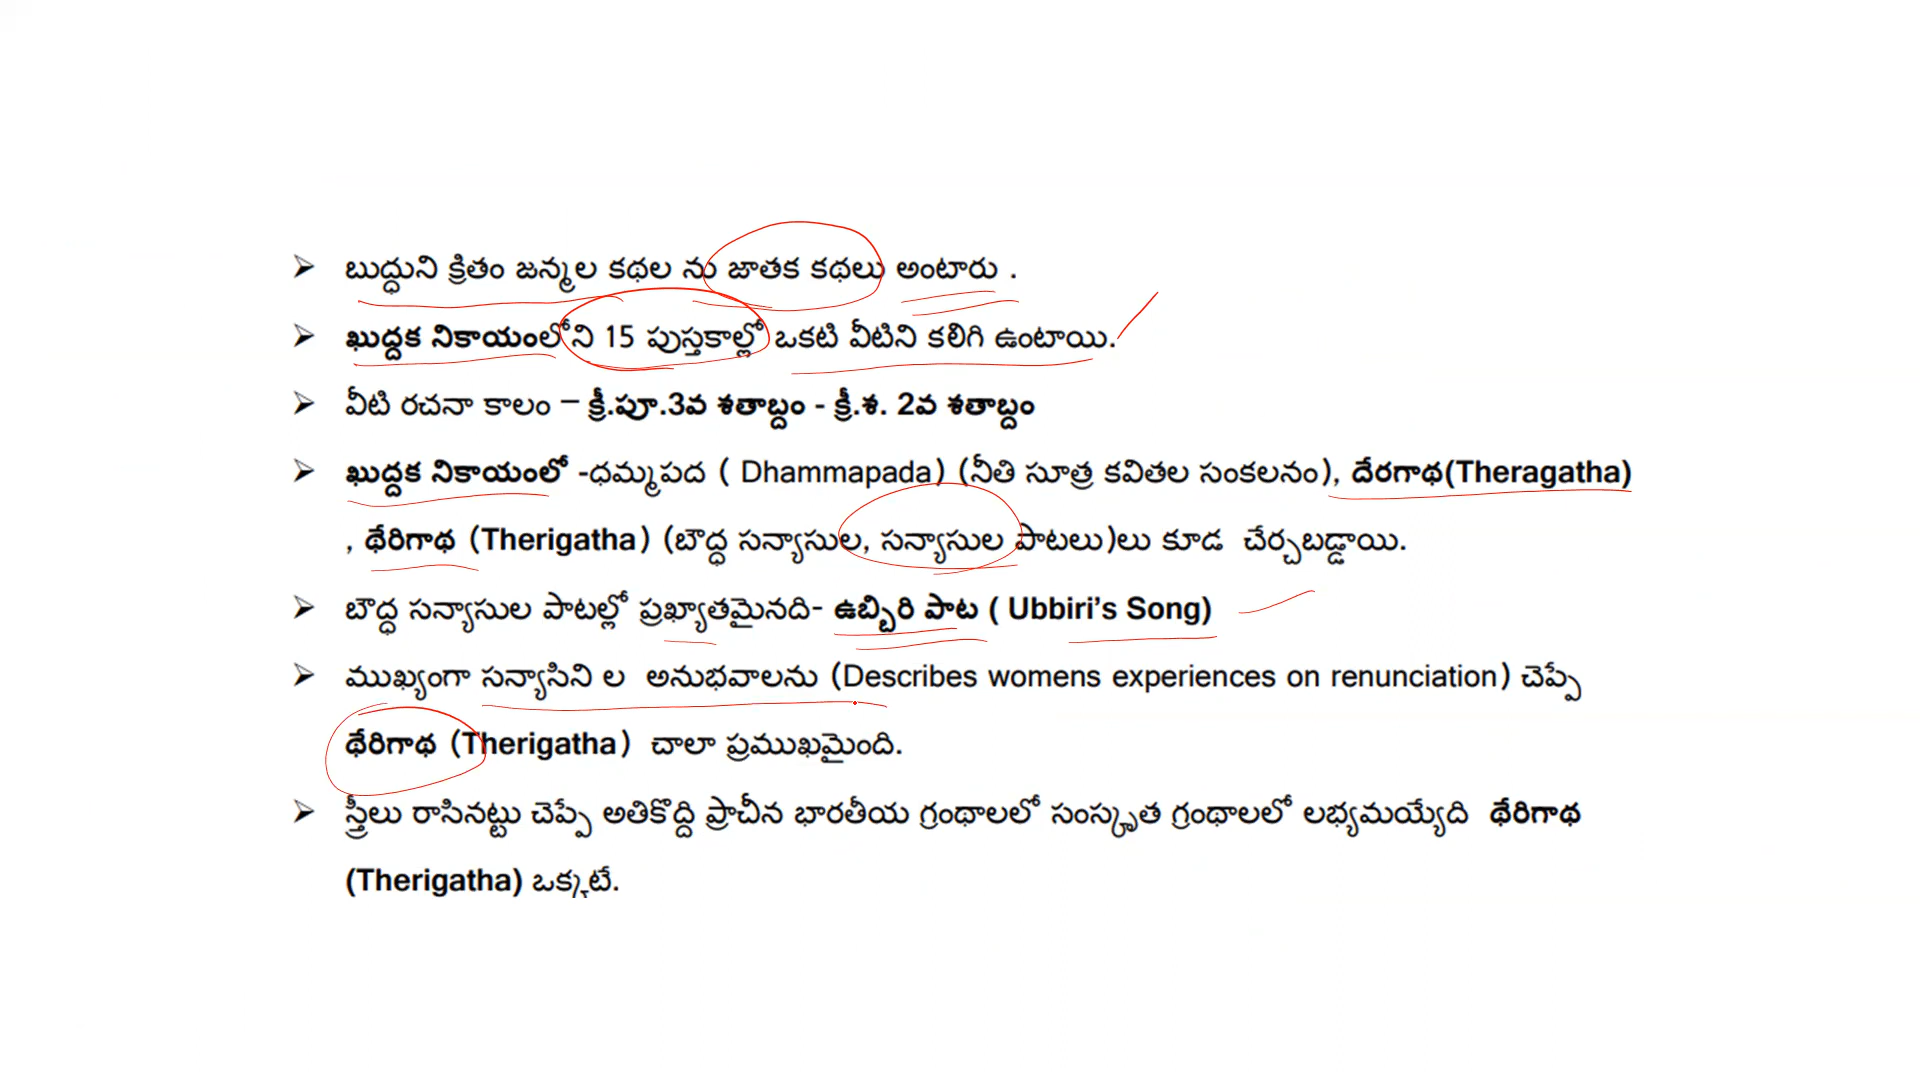 ➢ బుద్ధుని క్రితం జన్మల కథల ను జాతక కథలు అంటారు .
➢ ఖుద్దక నికాయంలోని 15 పుస్తకాల్లో ఒకటి వీటిని కలిగి ఉంటాయి.
➢ వీటి రచనా కాలం – క్రీ.పూ.3వ శతాబ్దం - క్రీ.శ. 2వ శతాబ్దం
➢ ఖుద్దక నికాయంలో -ధమ్మపద ( Dhammapada) (నీతి సూత్ర కవితల సంకలనం), దేరగాథ(Theragatha)
, థేరిగాథ (Therigatha) (బౌద్ధ సన్యాసుల, సన్యాసుల పాటలు)లు కూడ చేర్చబడ్డాయి.
➢ బౌద్ధ సన్యాసుల పాటల్లో ప్రఖ్యాతమైనది- ఉబ్బిరి పాట ( Ubbiri’s Song)
➢ ముఖ్యంగా సన్యాసిని ల అనుభవాలను (Describes womens experiences on renunciation) చెప్పే
థేరిగాథ (Therigatha) చాలా ప్రముఖమైంది.
➢ స్త్రీలు రాసినట్టు చెప్పే అతికొద్ది ప్రాచీన భారతీయ గ్రంథాలలో సంస్కృత గ్రంథాలలో లభ్యమయ్యేది థేరిగాథ
(Therigatha) ఒక్కటే.